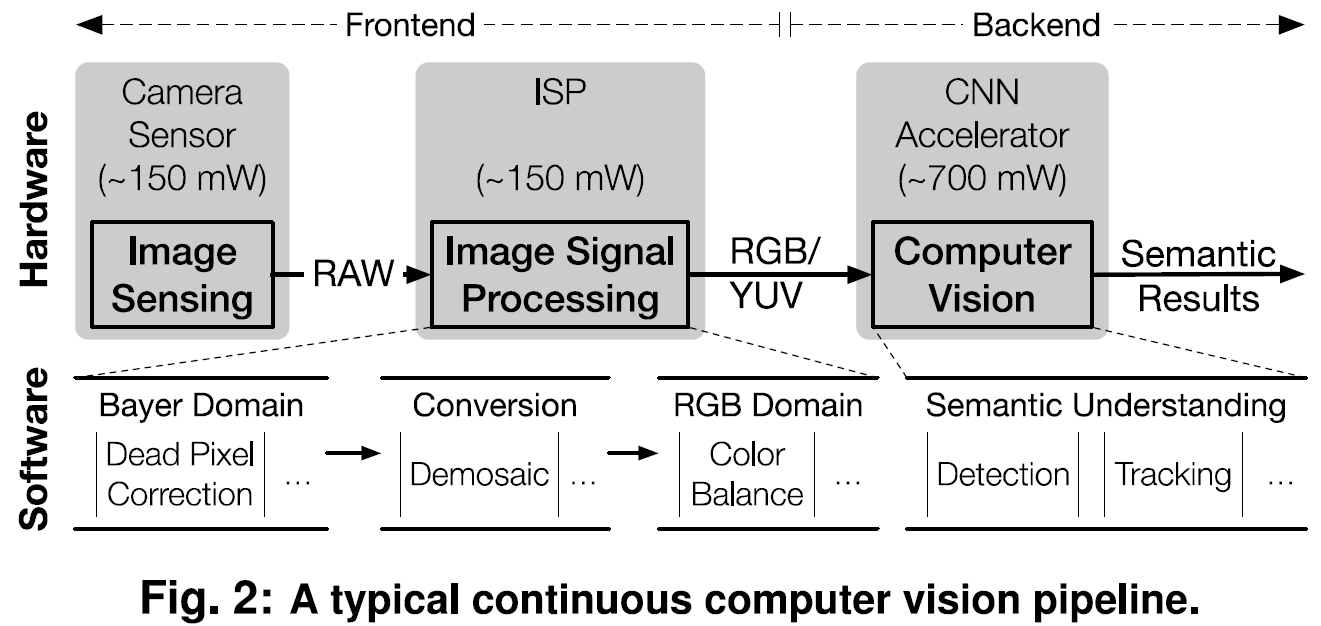 Frontend
Backend
Hardware
Camera
Sensor
(~150 mW)
Image
Sensing
RAW
ISP
(~150 mW)
Image Signal
Processing
RGB/
YUV
CNN
Accelerator
(~700 mW)
Computer
Vision
Semantic
Results
Software
Bayer Domain
Dead Pixel
Correction
...
Conversion
Demosaic
...
RGB Domain
Color
Balance
...
Semantic Understanding
Detection
Tracking
...
Fig. 2: A typical continuous computer vision pipeline.